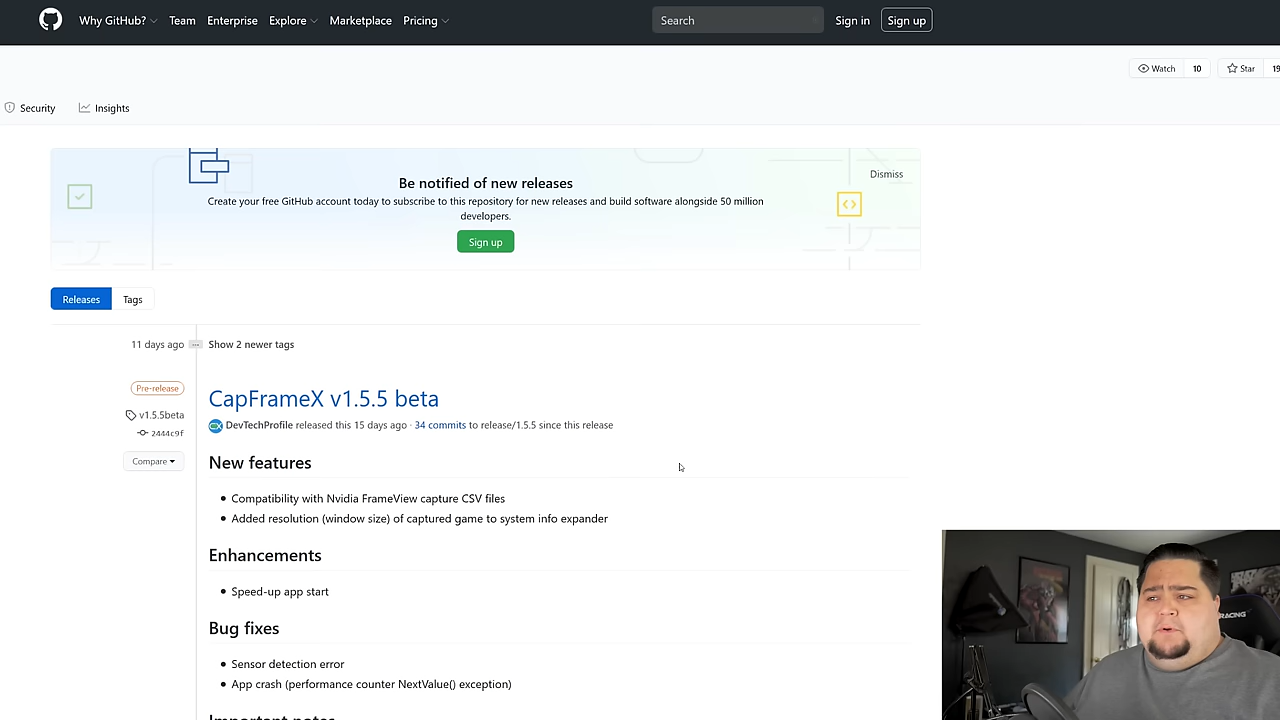 Why GitHub? Team Enterprise Explore Marketplace Pricing Search Sign in Sign up
Watch 10 Star 19
Security Insights
Be notified of new releases
Dismiss
Create your free GitHub account today to subscribe to this repository for new releases and build software alongside 50 million
developers.
Sign up
Releases Tags
11 days ago Show 2 newer tags
Pre-release
CapFrameX v1.5.5 beta
v1.5.5beta
DevTechProfile released this 15 days ago · 34 commits to release/1.5.5 since this release
2444c9f
Compare
New features
Compatibility with Nvidia FrameView capture CSV files
Added resolution (window size) of captured game to system info expander
Enhancements
Speed-up app start
Bug fixes
Sensor detection error
App crash (performance counter NextValue() exception)
Important notes
RACING